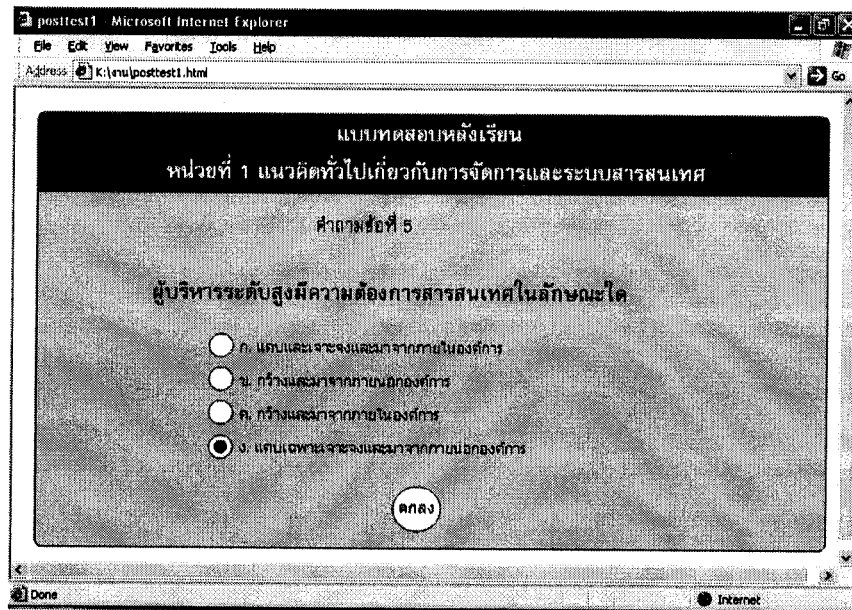 posttest1 - Microsoft Internet Explorer
File Edit View Favorites Tools Help
Address K:\งาน\posttest1.html Go
แบบทดสอบหลังเรียน
หน่วยที่ 1 แนวคิดทั่วไปเกี่ยวกับการจัดการและระบบสารสนเทศ
คำถามข้อที่ 5
ผู้บริหารระดับสูงมีความต้องการสารสนเทศในลักษณะใด
ก. แคบและเจาะจงและมาจากภายในองค์การ
ข. กว้างและมาจากภายนอกองค์การ
ค. กว้างและมาจากภายในองค์การ
ง. แคบเฉพาะเจาะจงและมาจากภายนอกองค์การ
ตกลง
Done Internet